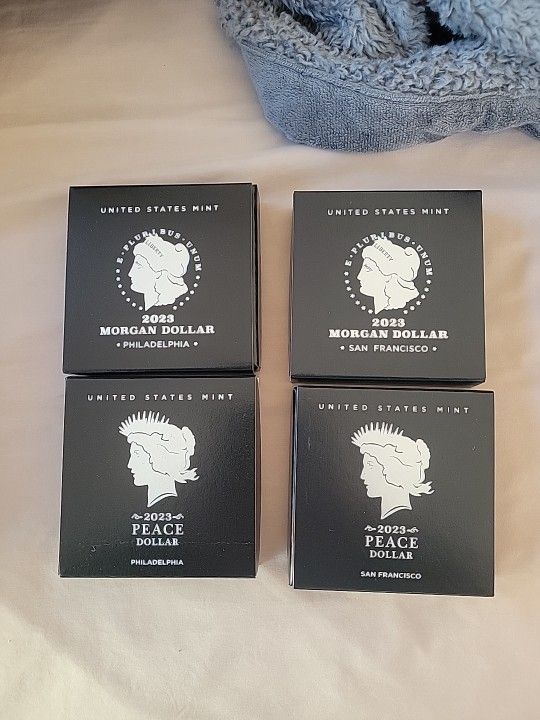 UNITED STATES MINT
E·PLURIBUS·UNUM
LIBERTY
2023
MORGAN DOLLAR
• PHILADELPHIA •
UNITED STATES MINT
E·PLURIBUS·UNUM
LIBERTY
2023
MORGAN DOLLAR
• SAN FRANCISCO •
UNITED STATES MINT
2023
PEACE
DOLLAR
PHILADELPHIA
UNITED STATES MINT
2023
PEACE
DOLLAR
SAN FRANCISCO